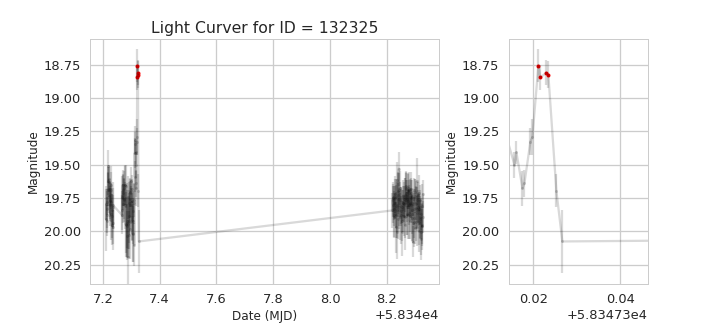 Light Curver for ID = 132325
Magnitude
18.75
19.00
19.25
19.50
19.75
20.00
20.25
7.2 7.4 7.6 7.8 8.0 8.2
Date (MJD)
+5.834e4
Magnitude
18.75
19.00
19.25
19.50
19.75
20.00
20.25
0.02 0.04
+5.83473e4